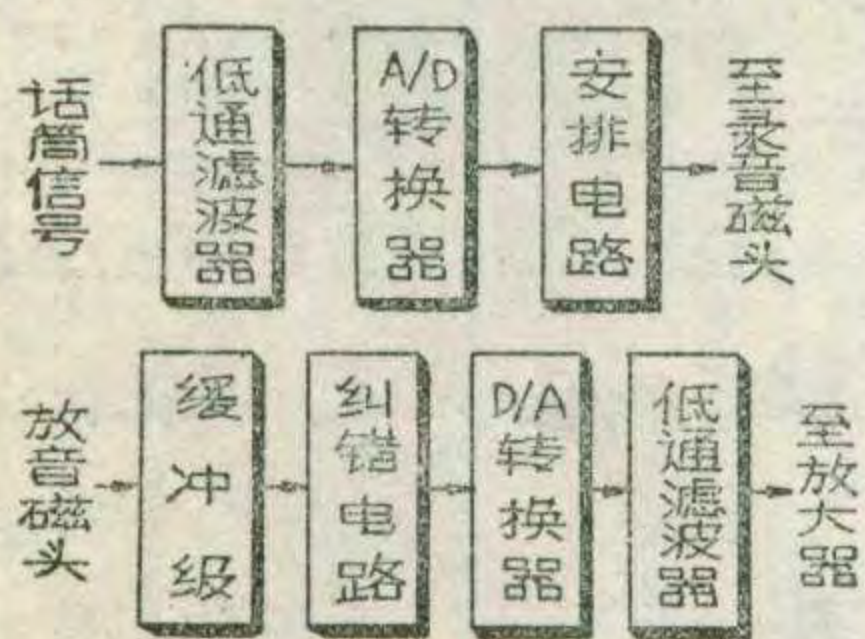 话筒信号
低通滤波器
A/D转换器
安排电路
至录音磁头
放音磁头
缓冲级
纠错电路
D/A转换器
低通滤波器
至放大器